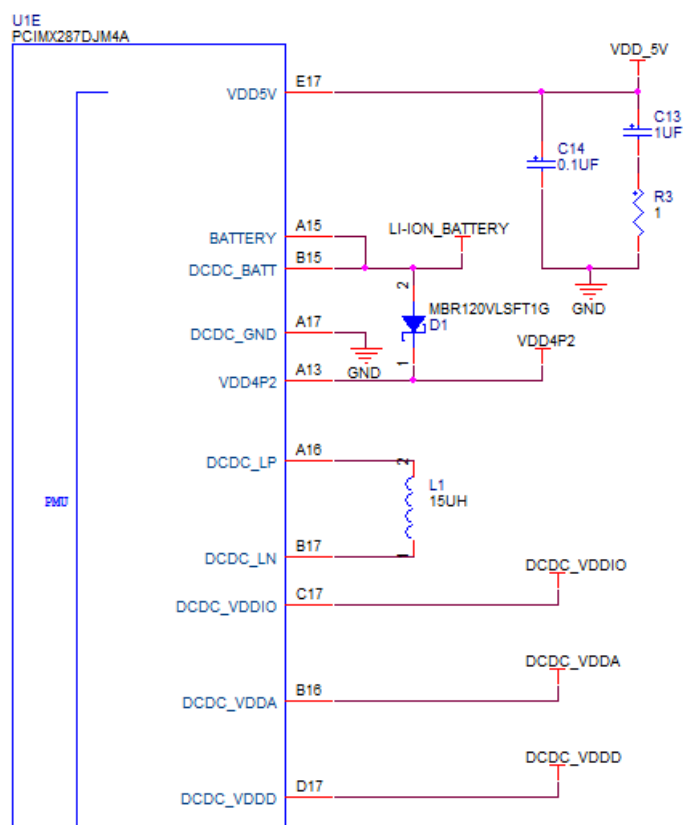 U1E
PCIMX287DJM4A
VDD_5V
VDD5V
E17
C13
1UF
C14
0.1UF
R3
1
GND
BATTERY
A15
LI-ION_BATTERY
DCDC_BATT
B15
2
MBR120VLSFT1G
D1
DCDC_GND
A17
GND
VDD4P2
1
VDD4P2
A13
DCDC_LP
A16
2
L1
15UH
PMU
DCDC_LN
B17
1
DCDC_VDDIO
DCDC_VDDIO
C17
DCDC_VDDA
DCDC_VDDA
B16
DCDC_VDDD
DCDC_VDDD
D17